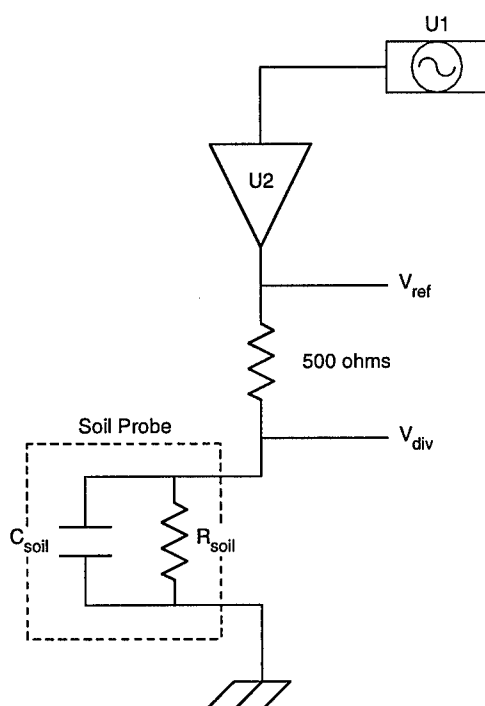 U1
U2
V_ref
500 ohms
Soil Probe
V_div
C_soil
R_soil